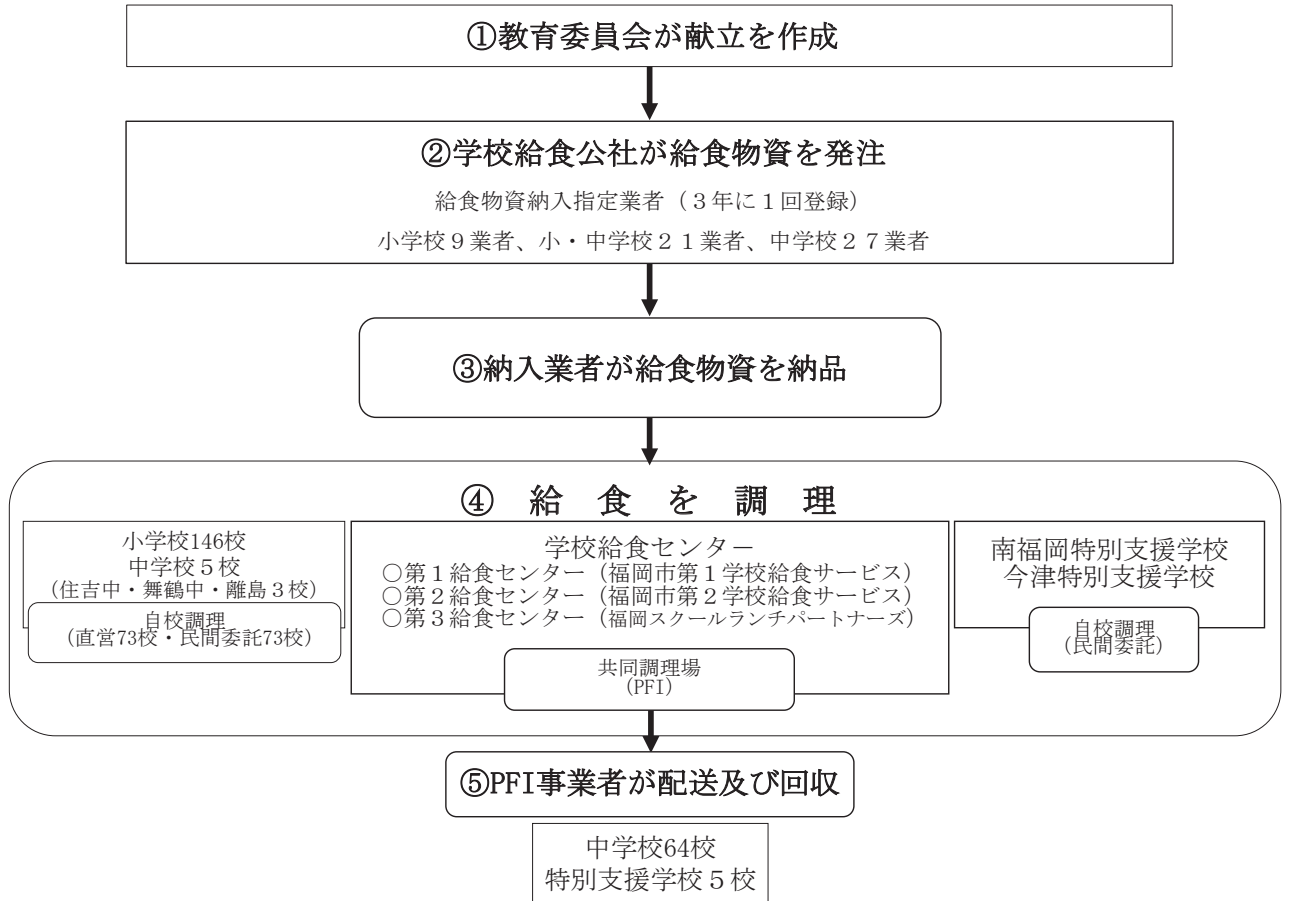 ①教育委員会が献立を作成
②学校給食公社が給食物資を発注
給食物資納入指定業者（３年に１回登録）
小学校９業者、小・中学校２１業者、中学校２７業者
③納入業者が給食物資を納品
④　給　食　を　調　理
小学校146校
中学校５校
(住吉中・舞鶴中・離島３校)
自校調理
(直営73校・民間委託73校)
学校給食センター
○第１給食センター（福岡市第１学校給食サービス）
○第２給食センター（福岡市第２学校給食サービス）
○第３給食センター（福岡スクールランチパートナーズ）
共同調理場
(PFI)
南福岡特別支援学校
今津特別支援学校
自校調理
(民間委託)
⑤PFI事業者が配送及び回収
中学校64校
特別支援学校５校